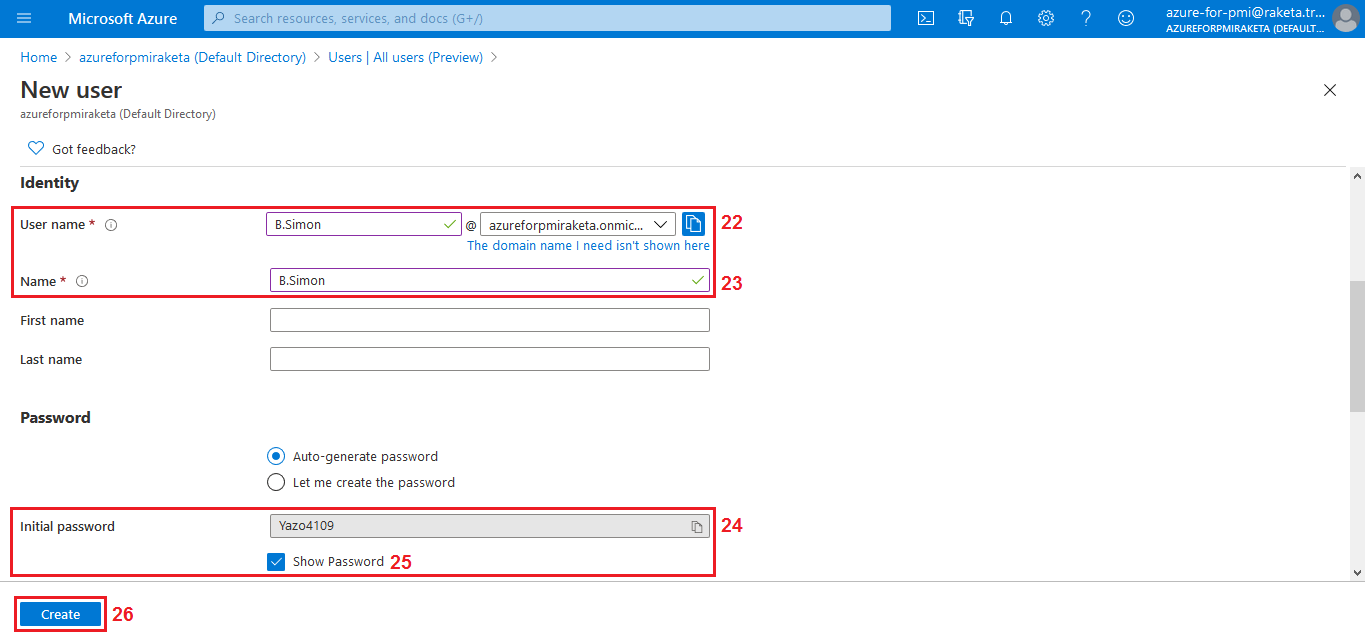 Microsoft Azure
Search resources, services, and docs (G+/)
azure-for-pmi@raketa.tr...
AZUREFORPMIRAKETA (DEFAULT...
Home > azureforpmiraketa (Default Directory) > Users | All users (Preview) >
New user
azureforpmiraketa (Default Directory)
Got feedback?
Identity
User name * B.Simon @ azureforpmiraketa.onmic... 22
The domain name I need isn't shown here
Name * B.Simon 23
First name
Last name
Password
Auto-generate password
Let me create the password
Initial password Yazo4109 24
Show Password 25
Create 26